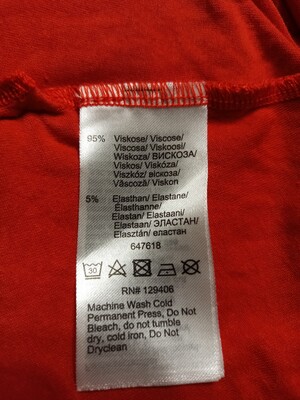 95% Viskose/ Viscose/
Viscosa/ Viskoosi/
Wiskoza/ ВИСКОЗА/
Viskos/ Viskóza/
Viszkóz/ віскоза/
Vâscoză/ Viskon
5% Elasthan/ Elastane/
Élasthanne/
Elastan/ Elastaani/
Elastaan/ ЭЛАСТАН/
Elasztán/ еластан
647618
30
RN# 129406
Machine Wash Cold
Permanent Press, Do Not
Bleach, do not tumble
dry, cold iron, Do Not
Dryclean